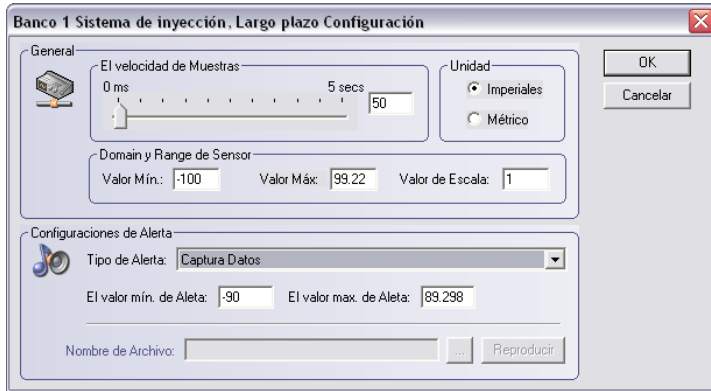 Banco 1 Sistema de inyección, Largo plazo Configuración
General
El velocidad de Muestras
0 ms 5 secs
50
Unidad
Imperiales
Métrico
OK
Cancelar
Domain y Range de Sensor
Valor Mín.: -100 Valor Máx: 99.22 Valor de Escala: 1
Configuraciones de Alerta
Tipo de Alerta: Captura Datos
El valor mín. de Aleta: -90 El valor max. de Aleta: 89.298
Nombre de Archivo: ... Reproducir